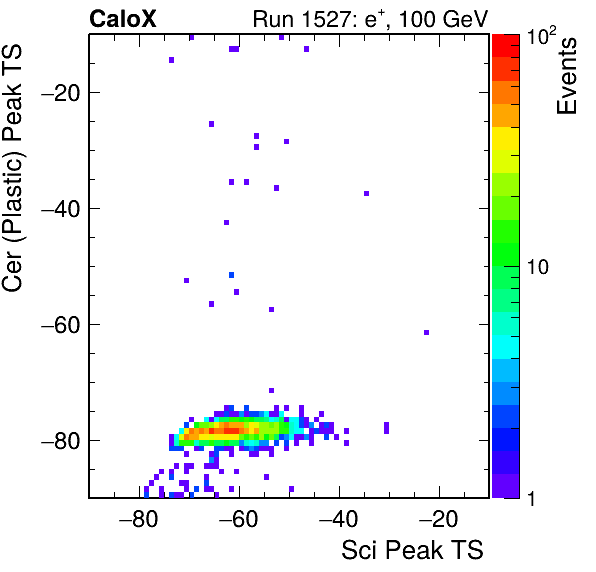 CaloX Run 1527: e⁺, 100 GeV
Cer (Plastic) Peak TS
−20
−40
−60
−80
−80 −60 −40 −20
Sci Peak TS
10²
10
1
Events